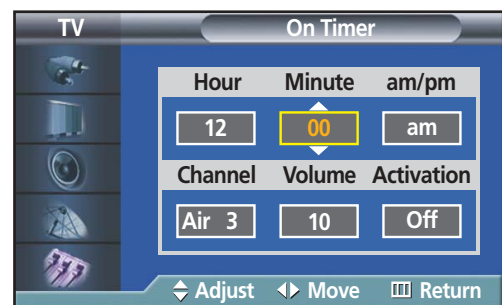 TV
On Timer
Hour Minute am/pm
12 00 am
Channel Volume Activation
Air 3 10 Off
Adjust Move Return